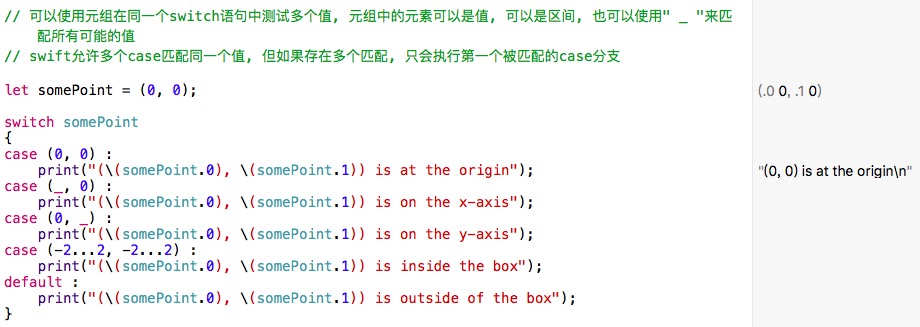 // 可以使用元组在同一个switch语句中测试多个值, 元组中的元素可以是值, 可以是区间, 也可以使用" _ "来匹
配所有可能的值
// swift允许多个case匹配同一个值, 但如果存在多个匹配, 只会执行第一个被匹配的case分支
let somePoint = (0, 0); (.0 0, .1 0)
switch somePoint
{
case (0, 0) :
print("(\(somePoint.0), \(somePoint.1)) is at the origin"); "(0, 0) is at the origin\n"
case (_, 0) :
print("(\(somePoint.0), \(somePoint.1)) is on the x-axis");
case (0, _) :
print("(\(somePoint.0), \(somePoint.1)) is on the y-axis");
case (-2...2, -2...2) :
print("(\(somePoint.0), \(somePoint.1)) is inside the box");
default :
print("(\(somePoint.0), \(somePoint.1)) is outside of the box");
}